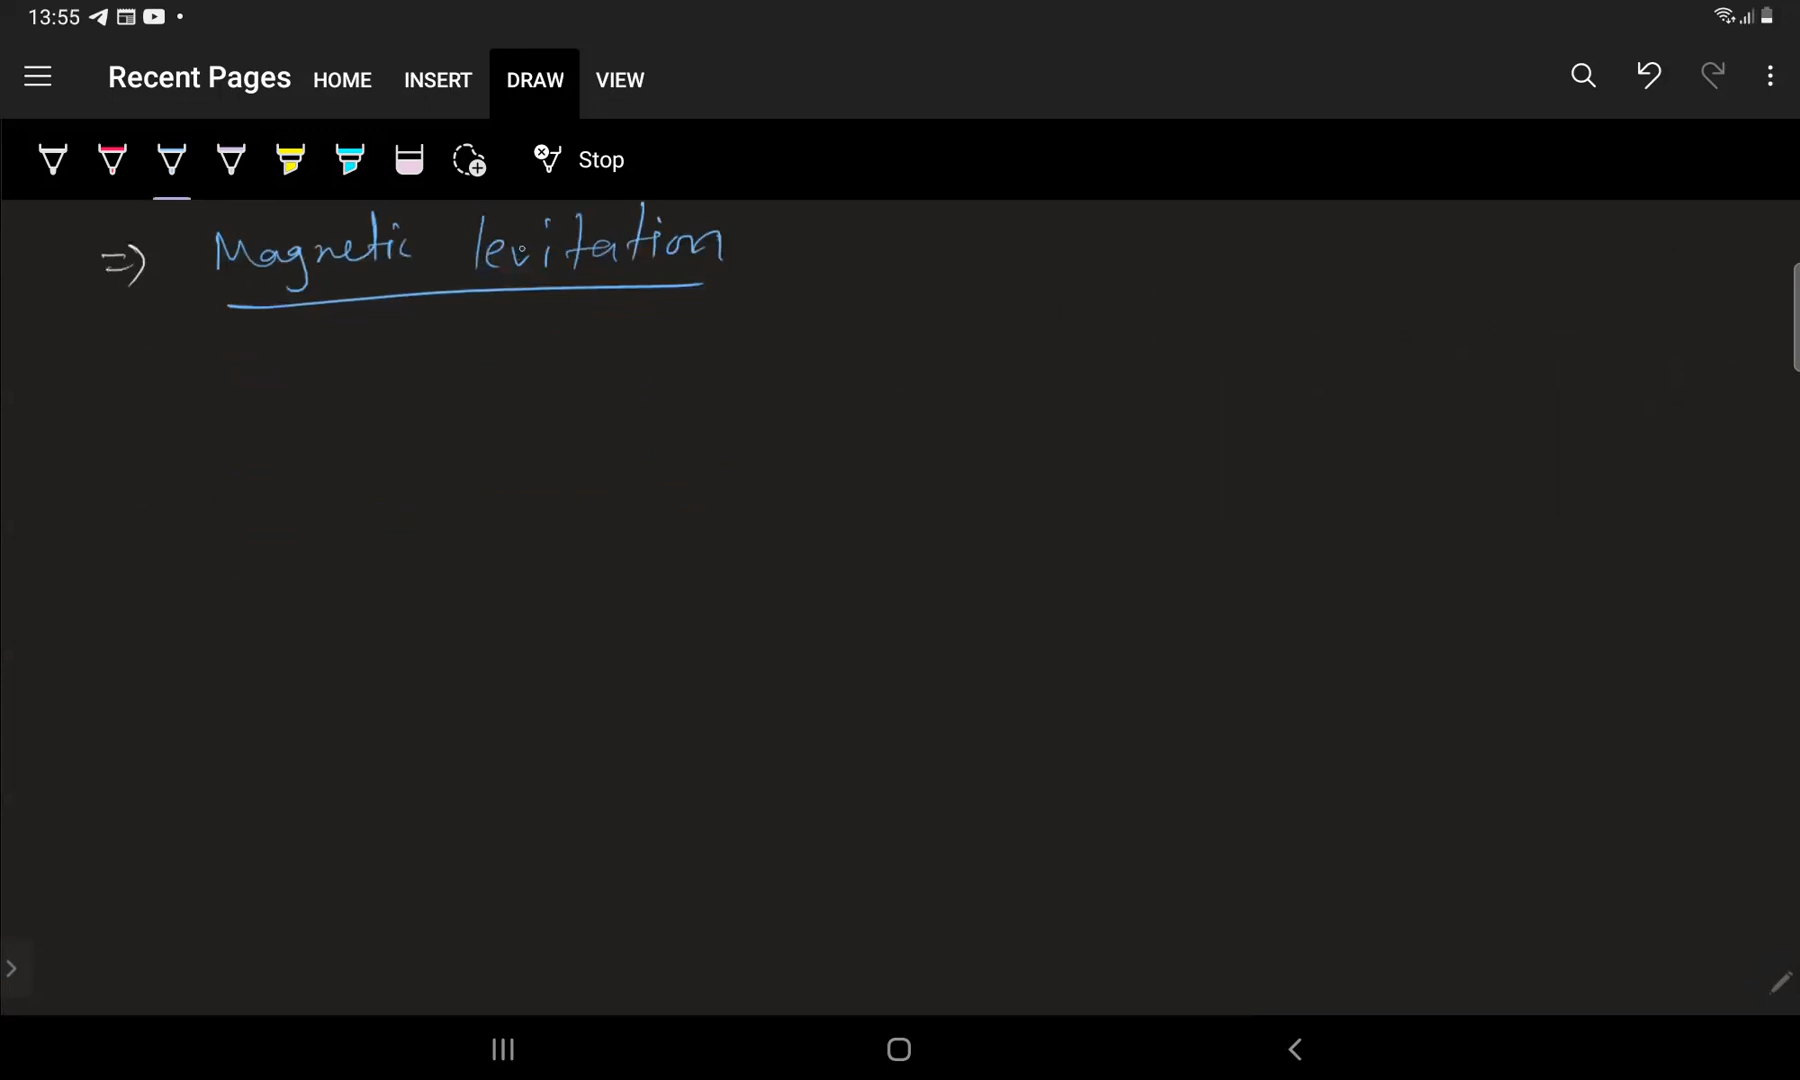 13:55
Recent Pages HOME INSERT DRAW VIEW
Stop
=> Magnetic levitation